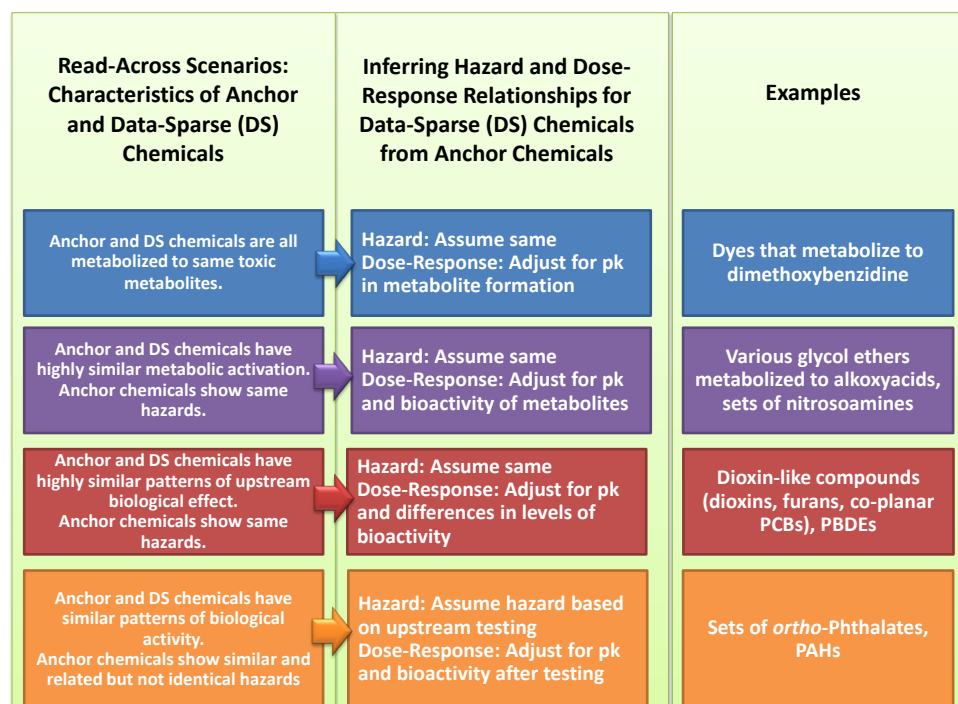 Read-Across Scenarios:
Characteristics of Anchor
and Data-Sparse (DS)
Chemicals
Inferring Hazard and Dose-
Response Relationships for
Data-Sparse (DS) Chemicals
from Anchor Chemicals
Examples
Anchor and DS chemicals are all
metabolized to same toxic
metabolites.
Hazard: Assume same
Dose-Response: Adjust for pk
in metabolite formation
Dyes that metabolize to
dimethoxybenzidine
Anchor and DS chemicals have
highly similar metabolic activation.
Anchor chemicals show same
hazards.
Hazard: Assume same
Dose-Response: Adjust for pk
and bioactivity of metabolites
Various glycol ethers
metabolized to alkoxyacids,
sets of nitrosoamines
Anchor and DS chemicals have
highly similar patterns of upstream
biological effect.
Anchor chemicals show same
hazards.
Hazard: Assume same
Dose-Response: Adjust for pk
and differences in levels of
bioactivity
Dioxin-like compounds
(dioxins, furans, co-planar
PCBs), PBDEs
Anchor and DS chemicals have
similar patterns of biological
activity.
Anchor chemicals show similar and
related but not identical hazards
Hazard: Assume hazard based
on upstream testing
Dose-Response: Adjust for pk
and bioactivity after testing
Sets of ortho-Phthalates,
PAHs